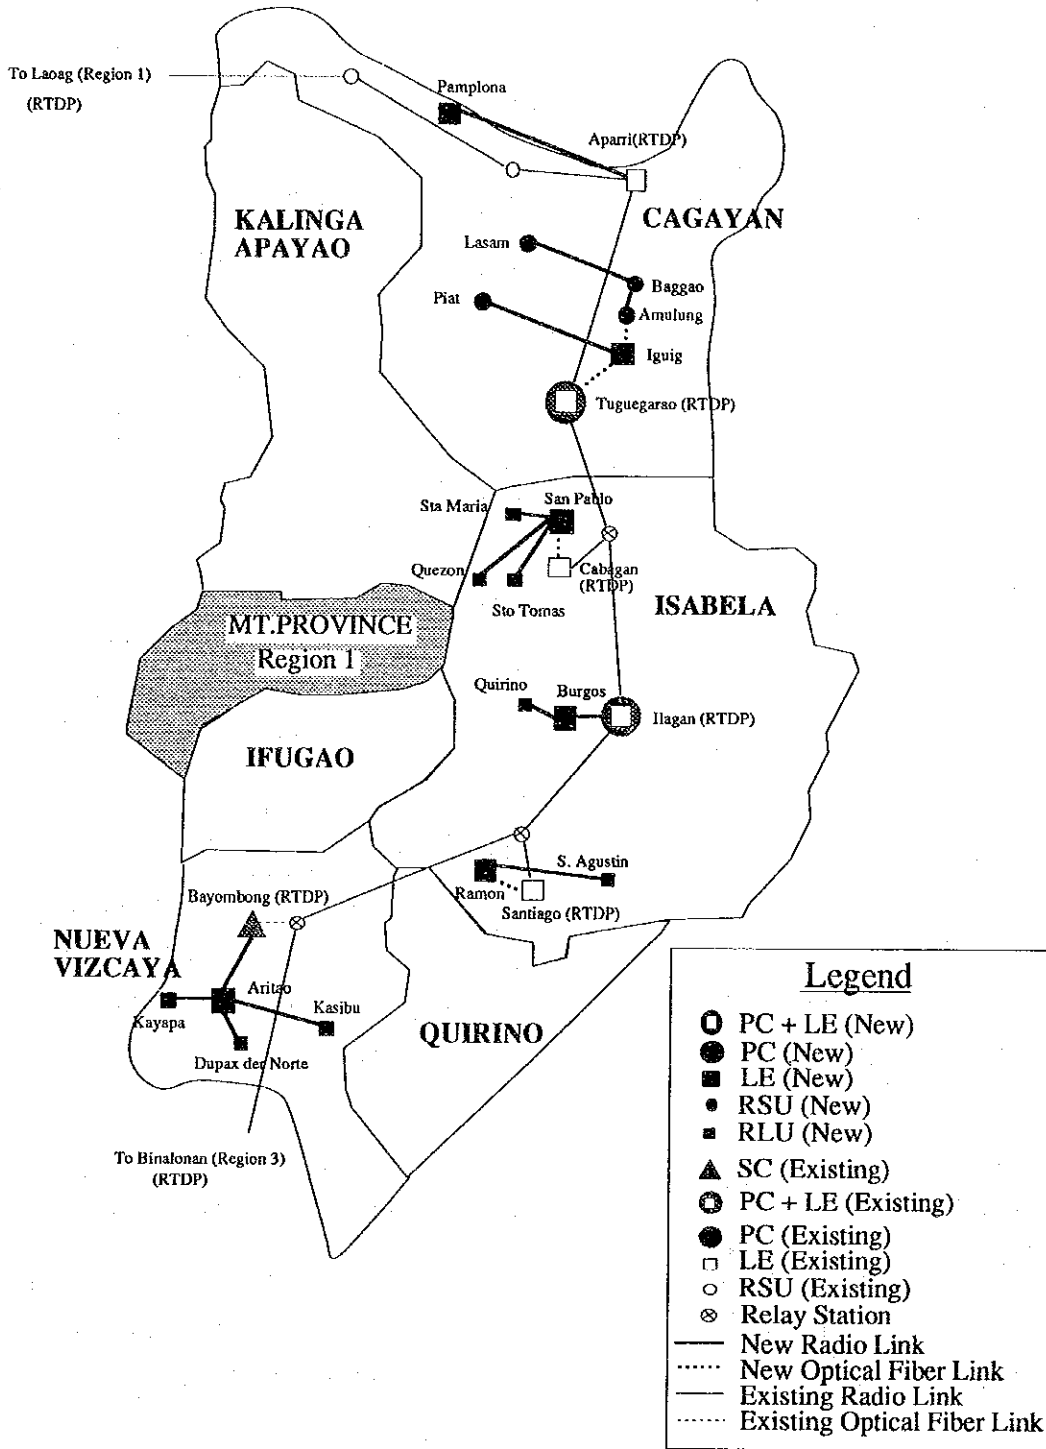 To Laoag (Region 1)
(RTDP)
Pamplona
Aparri(RTDP)
KALINGA
APAYAO
CAGAYAN
Lasam
Baggao
Piat
Amulung
Iguig
Tuguegarao (RTDP)
Sta Maria
San Pablo
Quezon
Cabagan
(RTDP)
Sto Tomas
ISABELA
MT.PROVINCE
Region 1
Quirino
Burgos
Ilagan (RTDP)
IFUGAO
S. Agustin
Ramon
Santiago (RTDP)
Bayombong (RTDP)
NUEVA
VIZCAYA
Aritao
Kayapa
Kasibu
Dupax der Norte
QUIRINO
To Binalonan (Region 3)
(RTDP)
Legend
PC + LE (New)
PC (New)
LE (New)
RSU (New)
RLU (New)
SC (Existing)
PC + LE (Existing)
PC (Existing)
LE (Existing)
RSU (Existing)
Relay Station
New Radio Link
New Optical Fiber Link
Existing Radio Link
Existing Optical Fiber Link